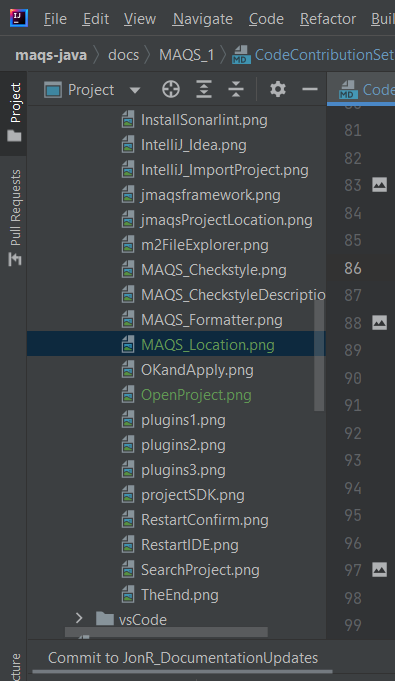 IJ File Edit View Navigate Code Refactor Buil
maqs-java docs MAQS_1 MD CodeContributionSet
Project
Project
MD Code
InstallSonarlint.png
81
IntelliJ_Idea.png
82
IntelliJ_ImportProject.png
83
jmaqsframework.png
84
jmaqsProjectLocation.png
85
Pull Requests
m2FileExplorer.png
86
MAQS_Checkstyle.png
87
MAQS_CheckstyleDescriptio
88
MAQS_Formatter.png
89
MAQS_Location.png
90
OKandApply.png
91
OpenProject.png
92
plugins1.png
93
plugins2.png
94
plugins3.png
95
projectSDK.png
96
RestartConfirm.png
97
RestartIDE.png
98
SearchProject.png
99
TheEnd.png
vsCode
cture
Commit to JonR_DocumentationUpdates